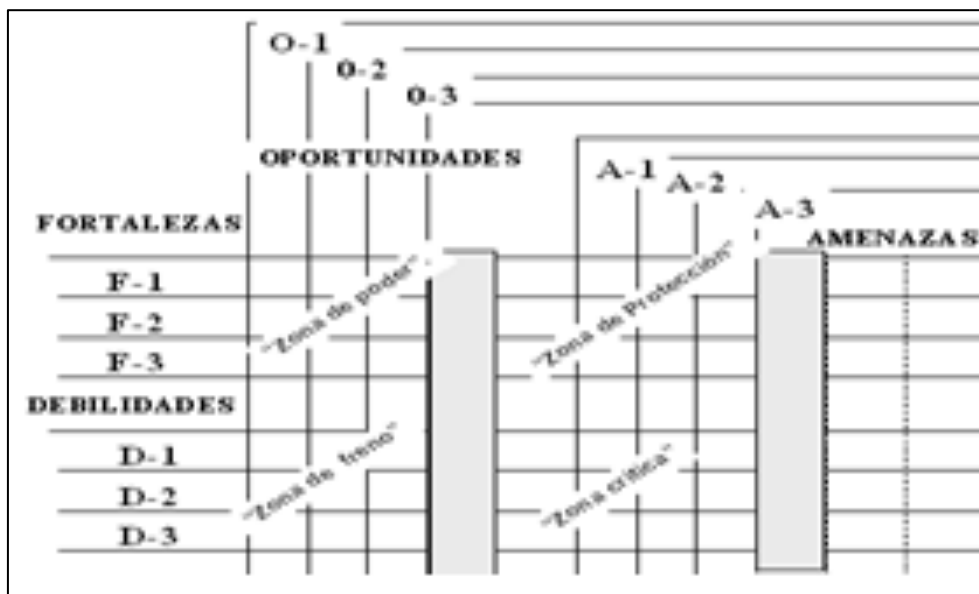 O-1
0-2
0-3
OPORTUNIDADES
A-1
A-2
A-3
FORTALEZAS
AMENAZAS
F-1
"Zona de poder"
"Zona de Protección"
F-2
F-3
DEBILIDADES
D-1
"Zona de freno"
"Zona critica"
D-2
D-3